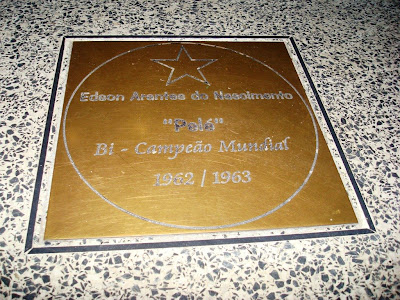 Edson Arantes do Nascimento
"Pelé"
Bi - Campeão Mundial
1962 / 1963